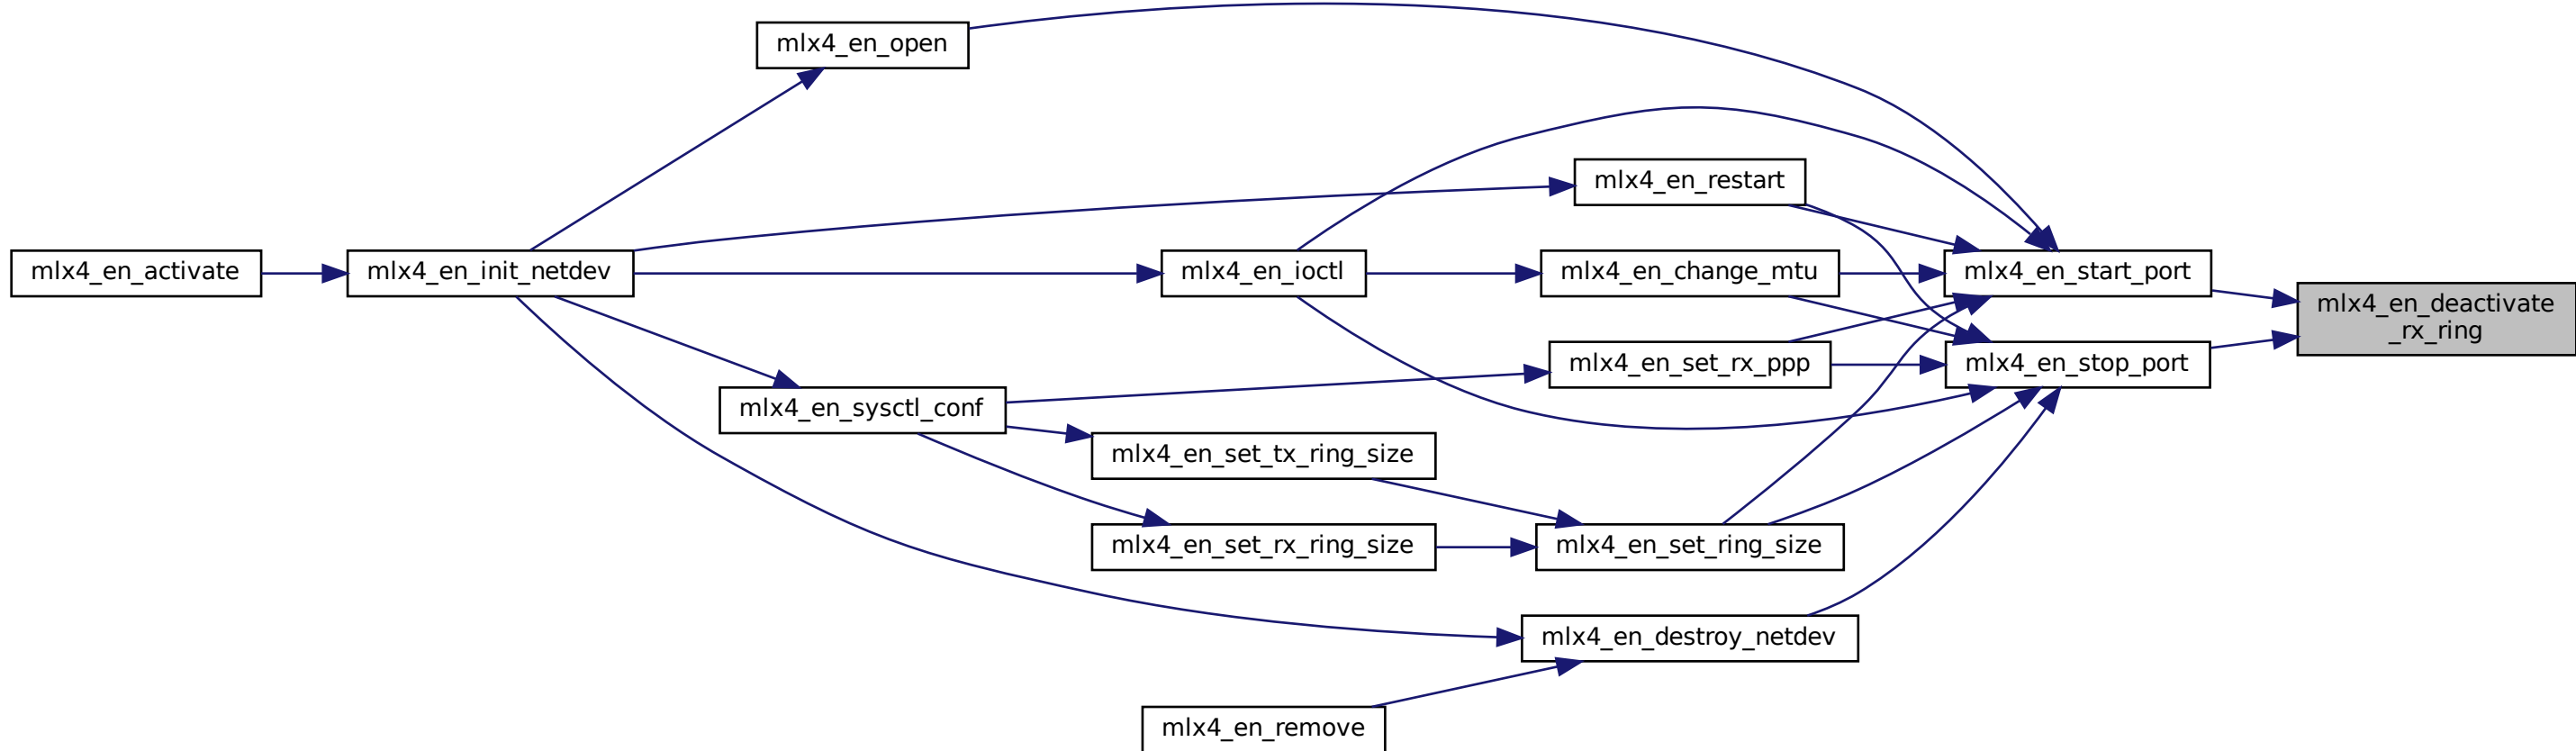 mlx4_en_open
mlx4_en_restart
mlx4_en_activate
mlx4_en_init_netdev
mlx4_en_ioctl
mlx4_en_change_mtu
mlx4_en_start_port
mlx4_en_deactivate
_rx_ring
mlx4_en_set_rx_ppp
mlx4_en_stop_port
mlx4_en_sysctl_conf
mlx4_en_set_tx_ring_size
mlx4_en_set_rx_ring_size
mlx4_en_set_ring_size
mlx4_en_destroy_netdev
mlx4_en_remove